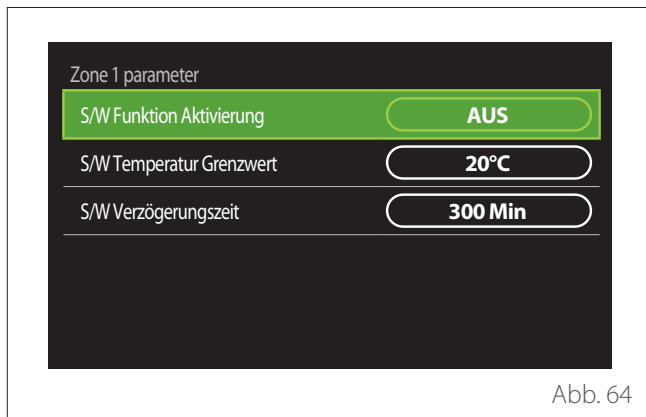 Zone 1 parameter
S/W Funktion Aktivierung AUS
S/W Temperatur Grenzwert 20°C
S/W Verzögerungszeit 300 Min
Abb. 64